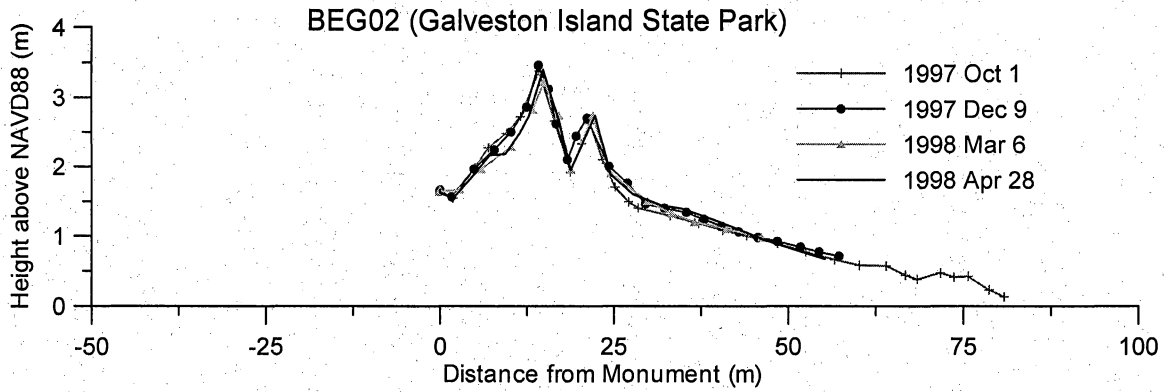 BEG02 (Galveston Island State Park)
Height above NAVD88 (m)
4
3
2
1
0
1997 Oct 1
1997 Dec 9
1998 Mar 6
1998 Apr 28
-50 -25 0 25 50 75 100
Distance from Monument (m)